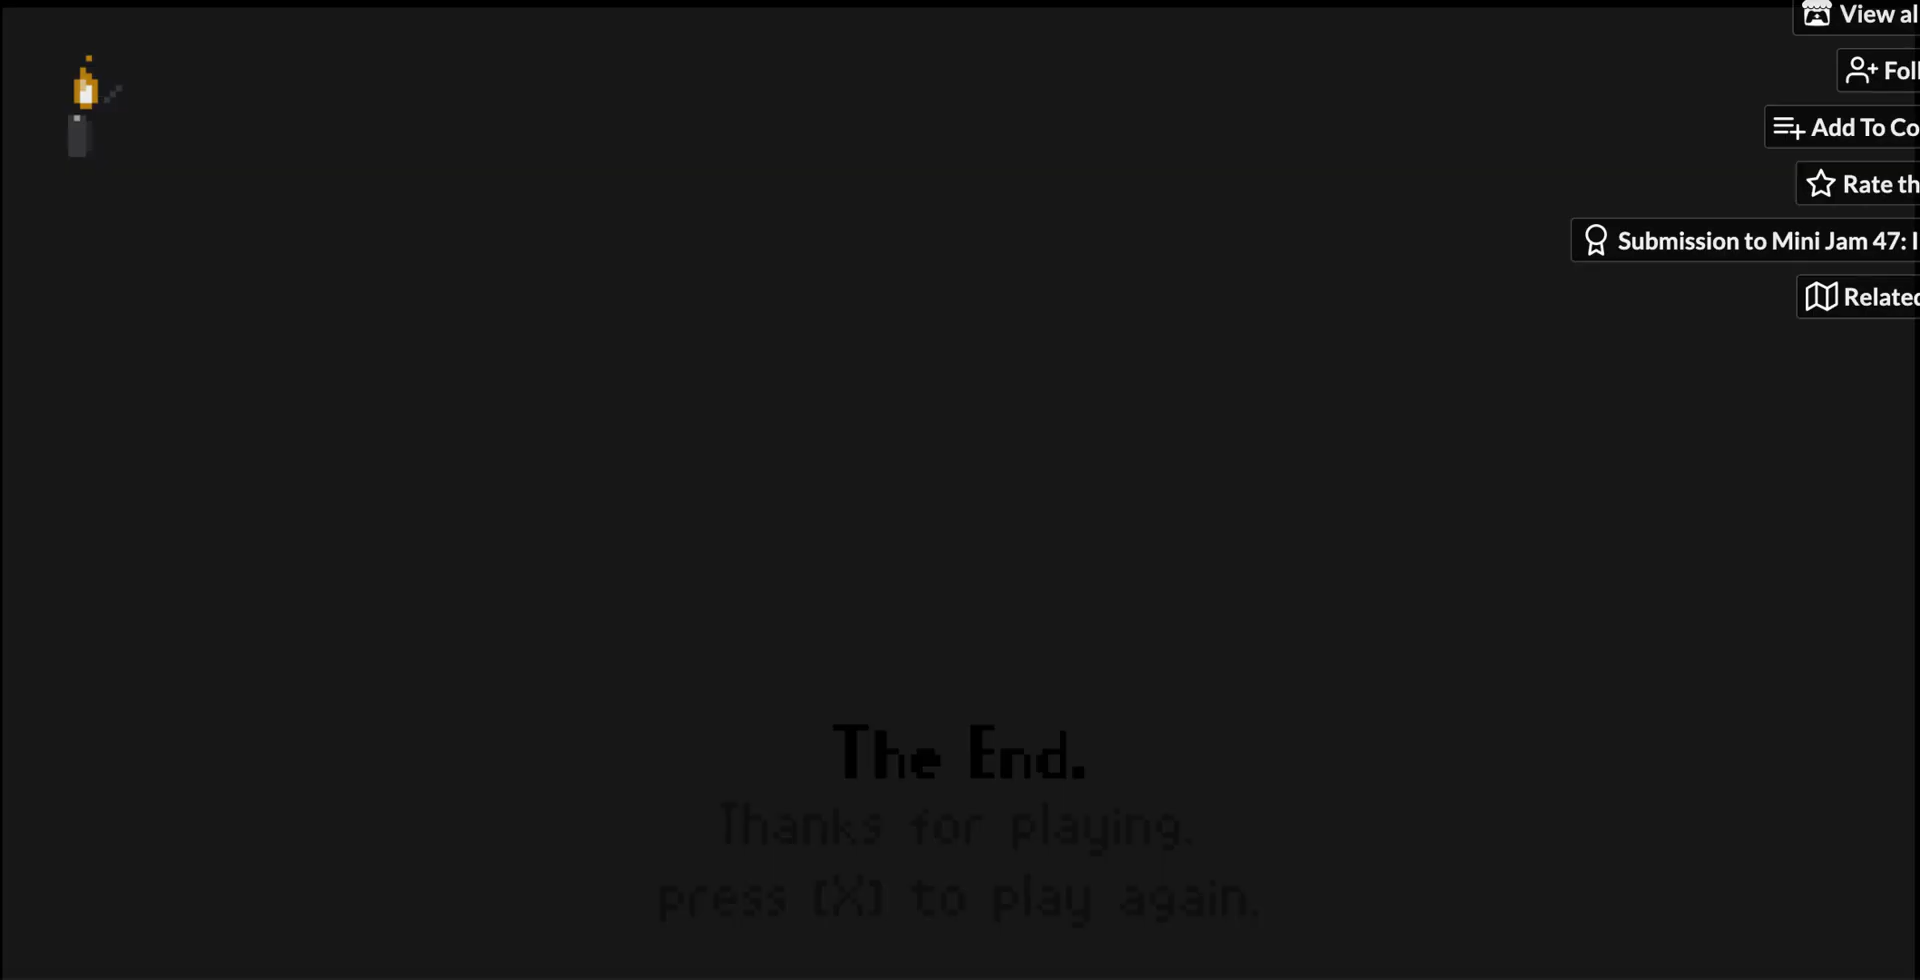 View al
Foll
Add To Co
Rate th
Submission to Mini Jam 47: I
Related
The End.
Thanks for playing.
press [X] to play again.